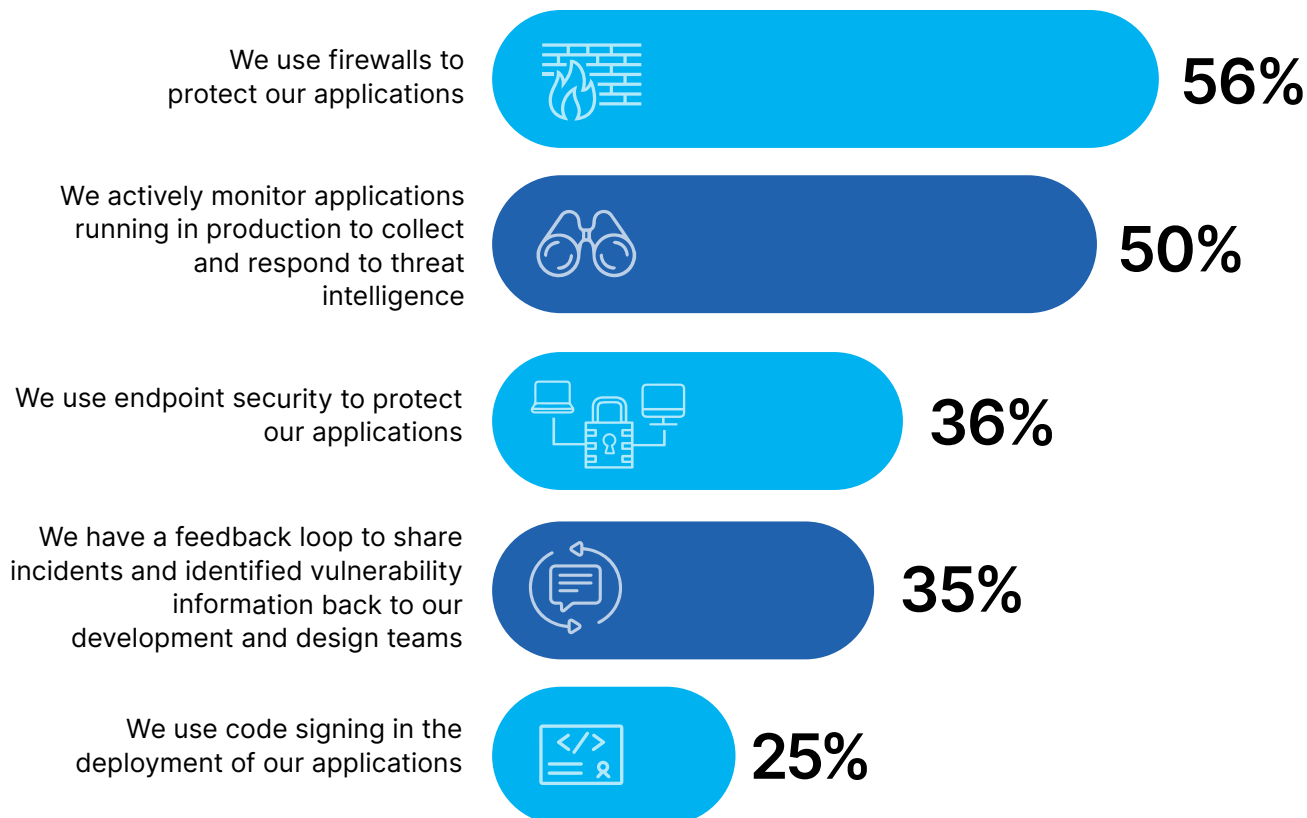 We use firewalls to
protect our applications
56%
We actively monitor applications
running in production to collect
and respond to threat
intelligence
50%
We use endpoint security to protect
our applications
36%
We have a feedback loop to share
incidents and identified vulnerability
information back to our
development and design teams
35%
We use code signing in the
deployment of our applications
</>
25%